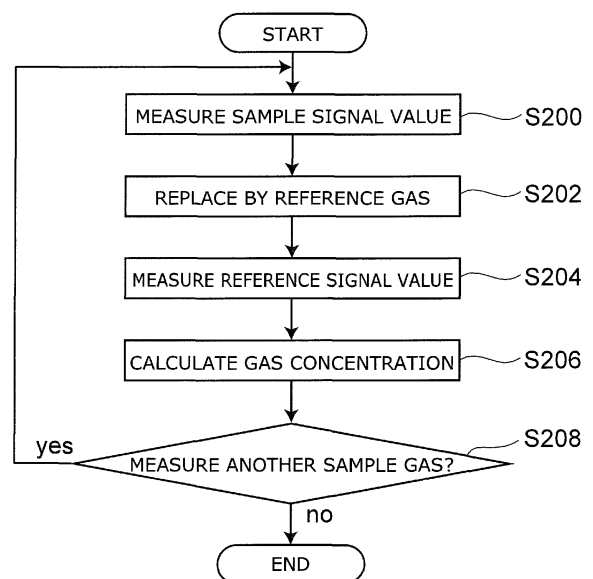 START
MEASURE SAMPLE SIGNAL VALUE
S200
REPLACE BY REFERENCE GAS
S202
MEASURE REFERENCE SIGNAL VALUE
S204
CALCULATE GAS CONCENTRATION
S206
S208
yes
MEASURE ANOTHER SAMPLE GAS?
no
END